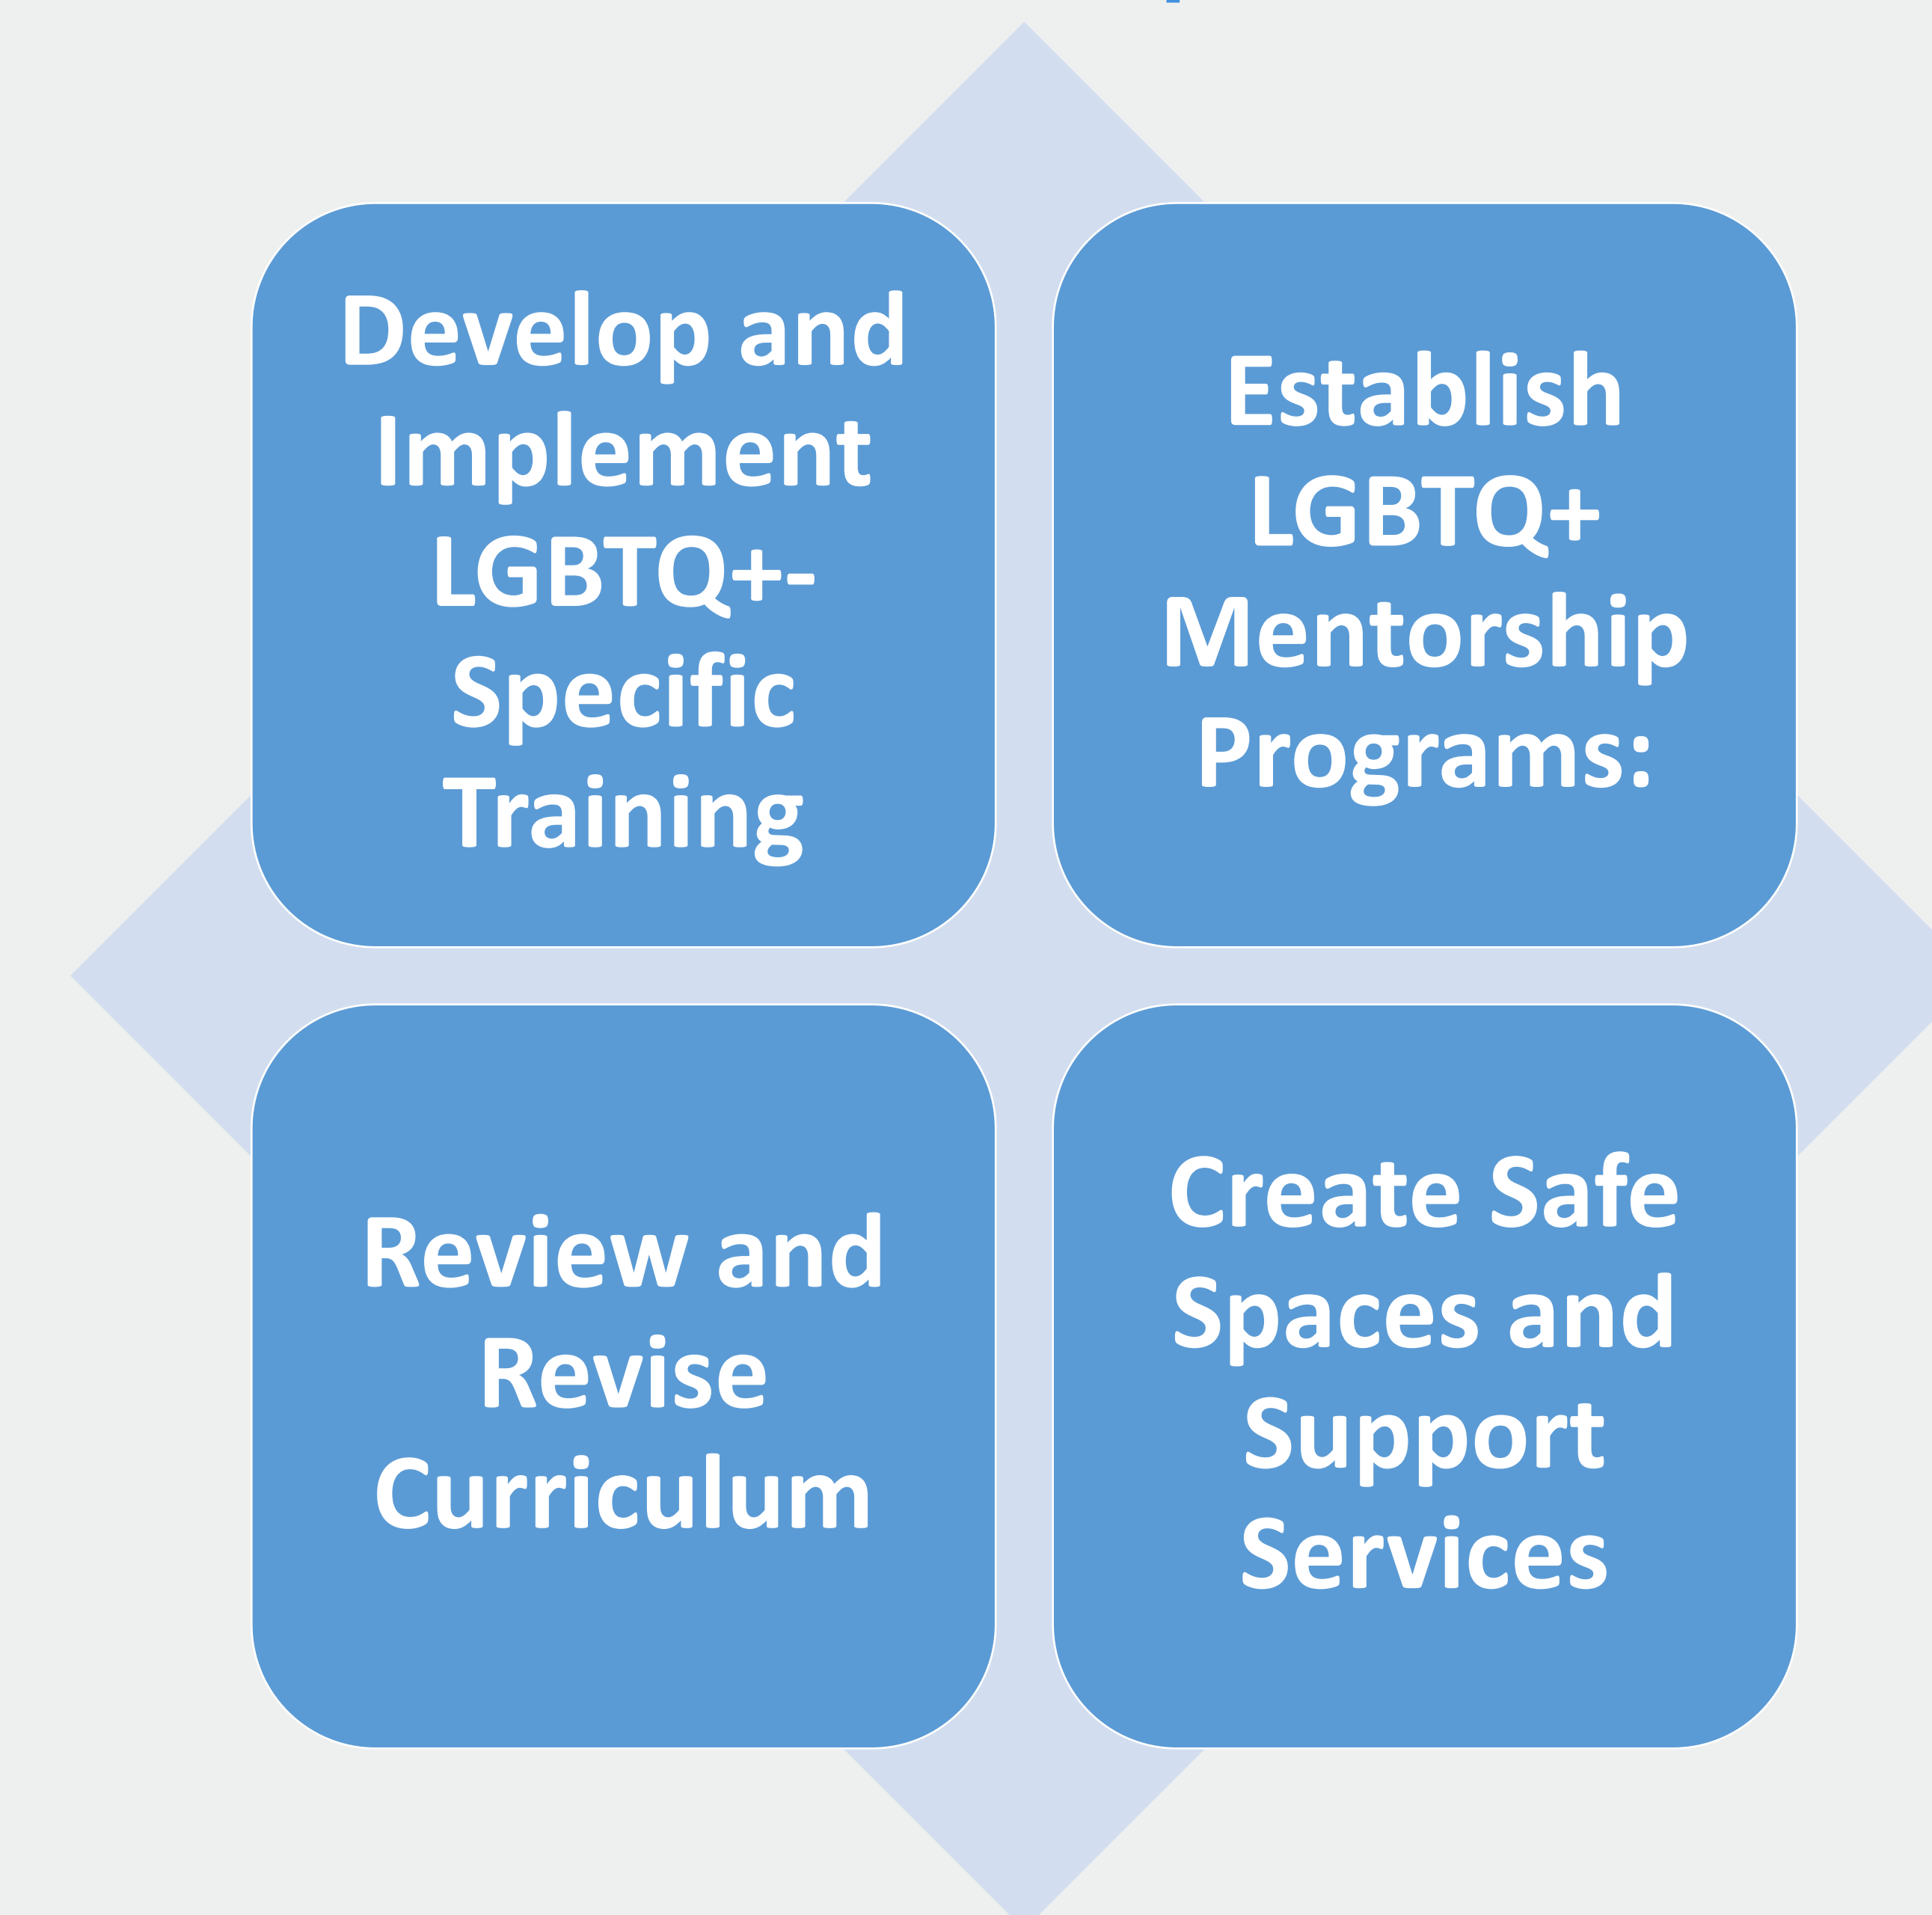 Develop and
Implement
LGBTQ+-
Specific
Training
Establish
LGBTQ+
Mentorship
Programs:
Review and
Revise
Curriculum
Create Safe
Spaces and
Support
Services